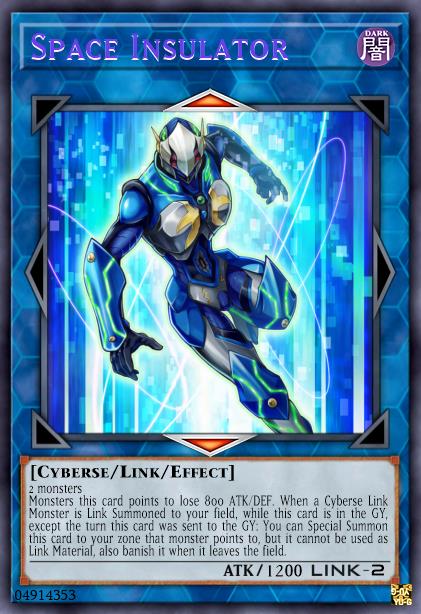 SPACE INSULATOR
DARK
闇
[CYBERSE/LINK/EFFECT]
2 monsters
Monsters this card points to lose 800 ATK/DEF. When a Cyberse Link
Monster is Link Summoned to your field, while this card is in the GY,
except the turn this card was sent to the GY: You can Special Summon
this card to your zone that monster points to, but it cannot be used as
Link Material, also banish it when it leaves the field.
ATK/1200 LINK-2
04914353